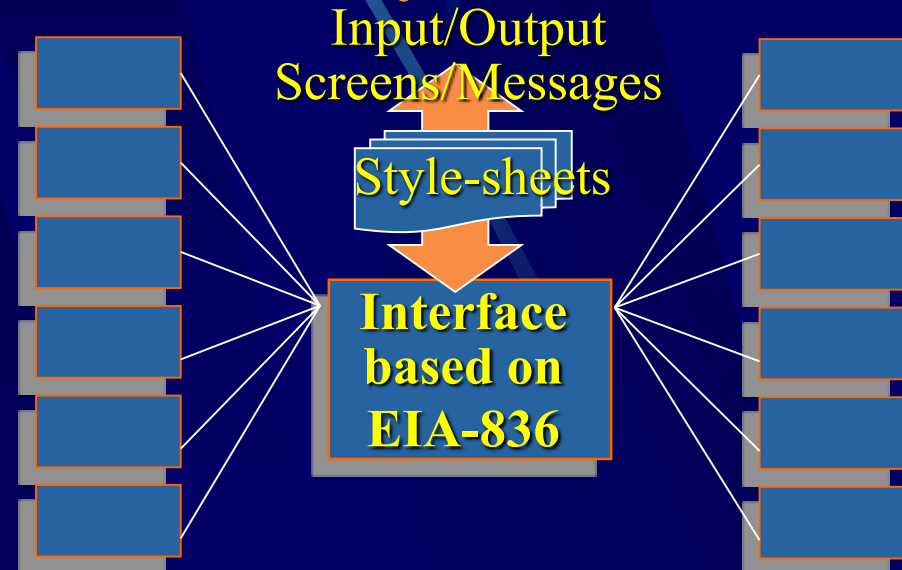 Input/Output
Screens/Messages
Style-sheets
Interface
based on
EIA-836